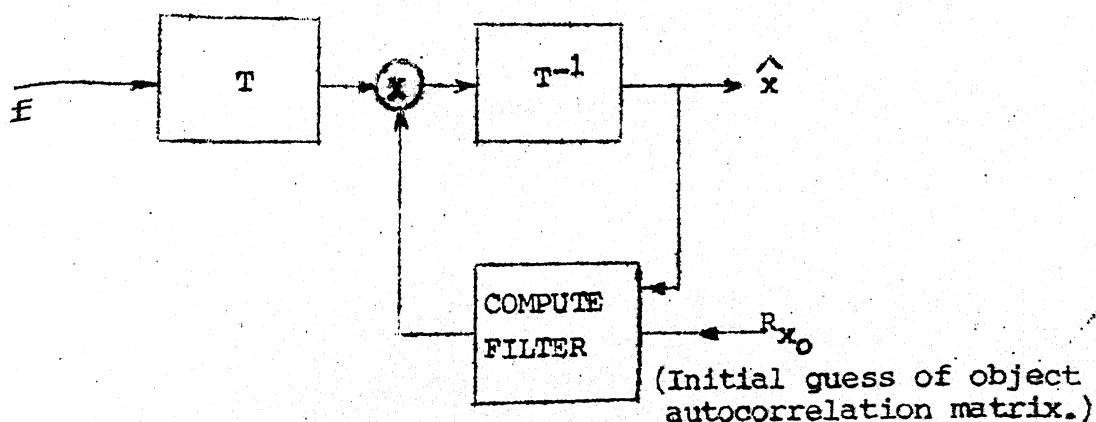 T
x
T⁻¹
x̂
f
COMPUTE
FILTER
Rx₀
(Initial guess of object
autocorrelation matrix.)